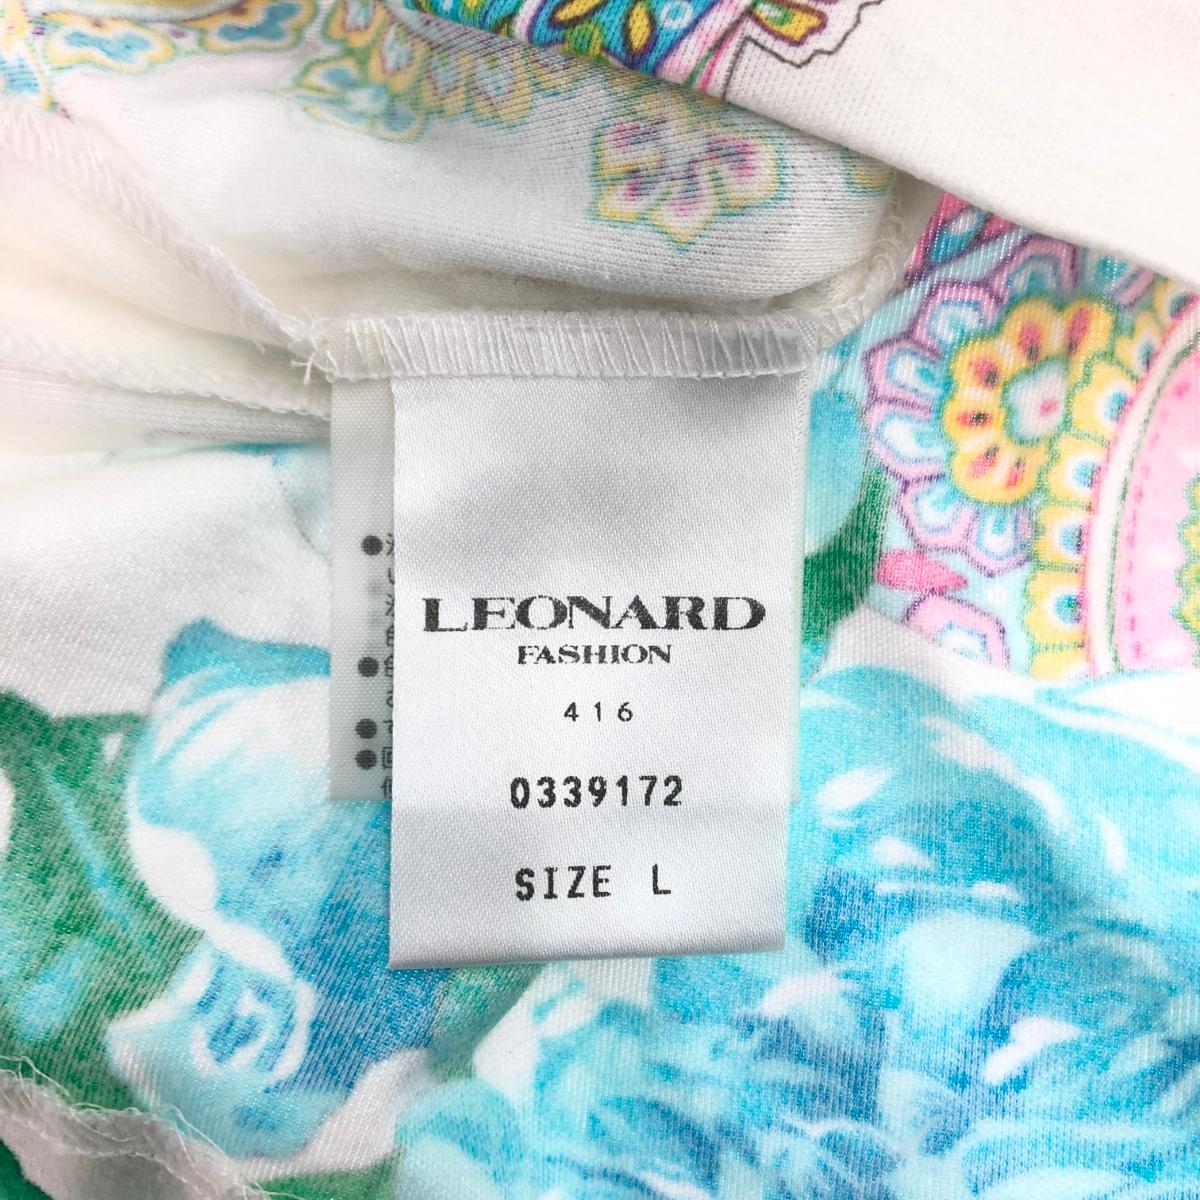 LEONARD
FASHION
416
0339172
SIZE L